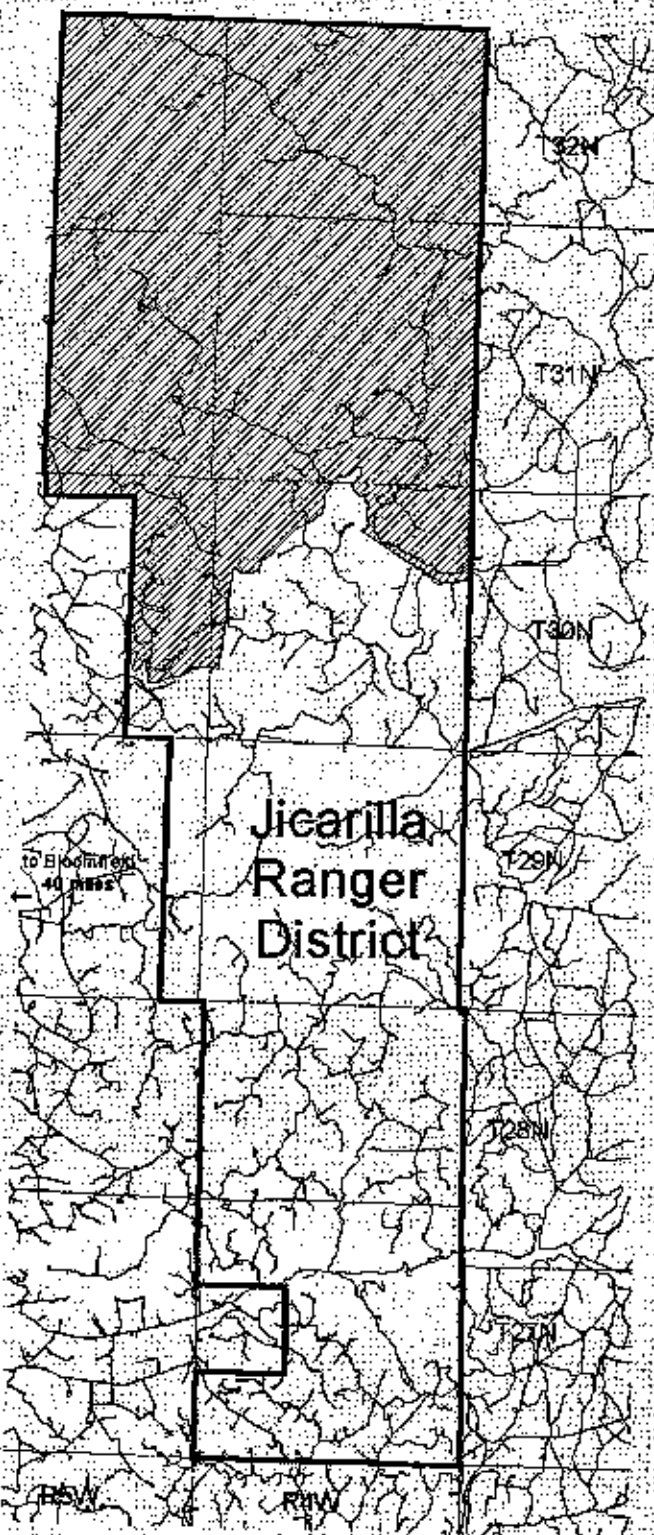 T32N
T31N
T30N
Jicarilla
Ranger
District
to Bloomfield
40 miles
T29N
T28N
T27N
R5W
R4W